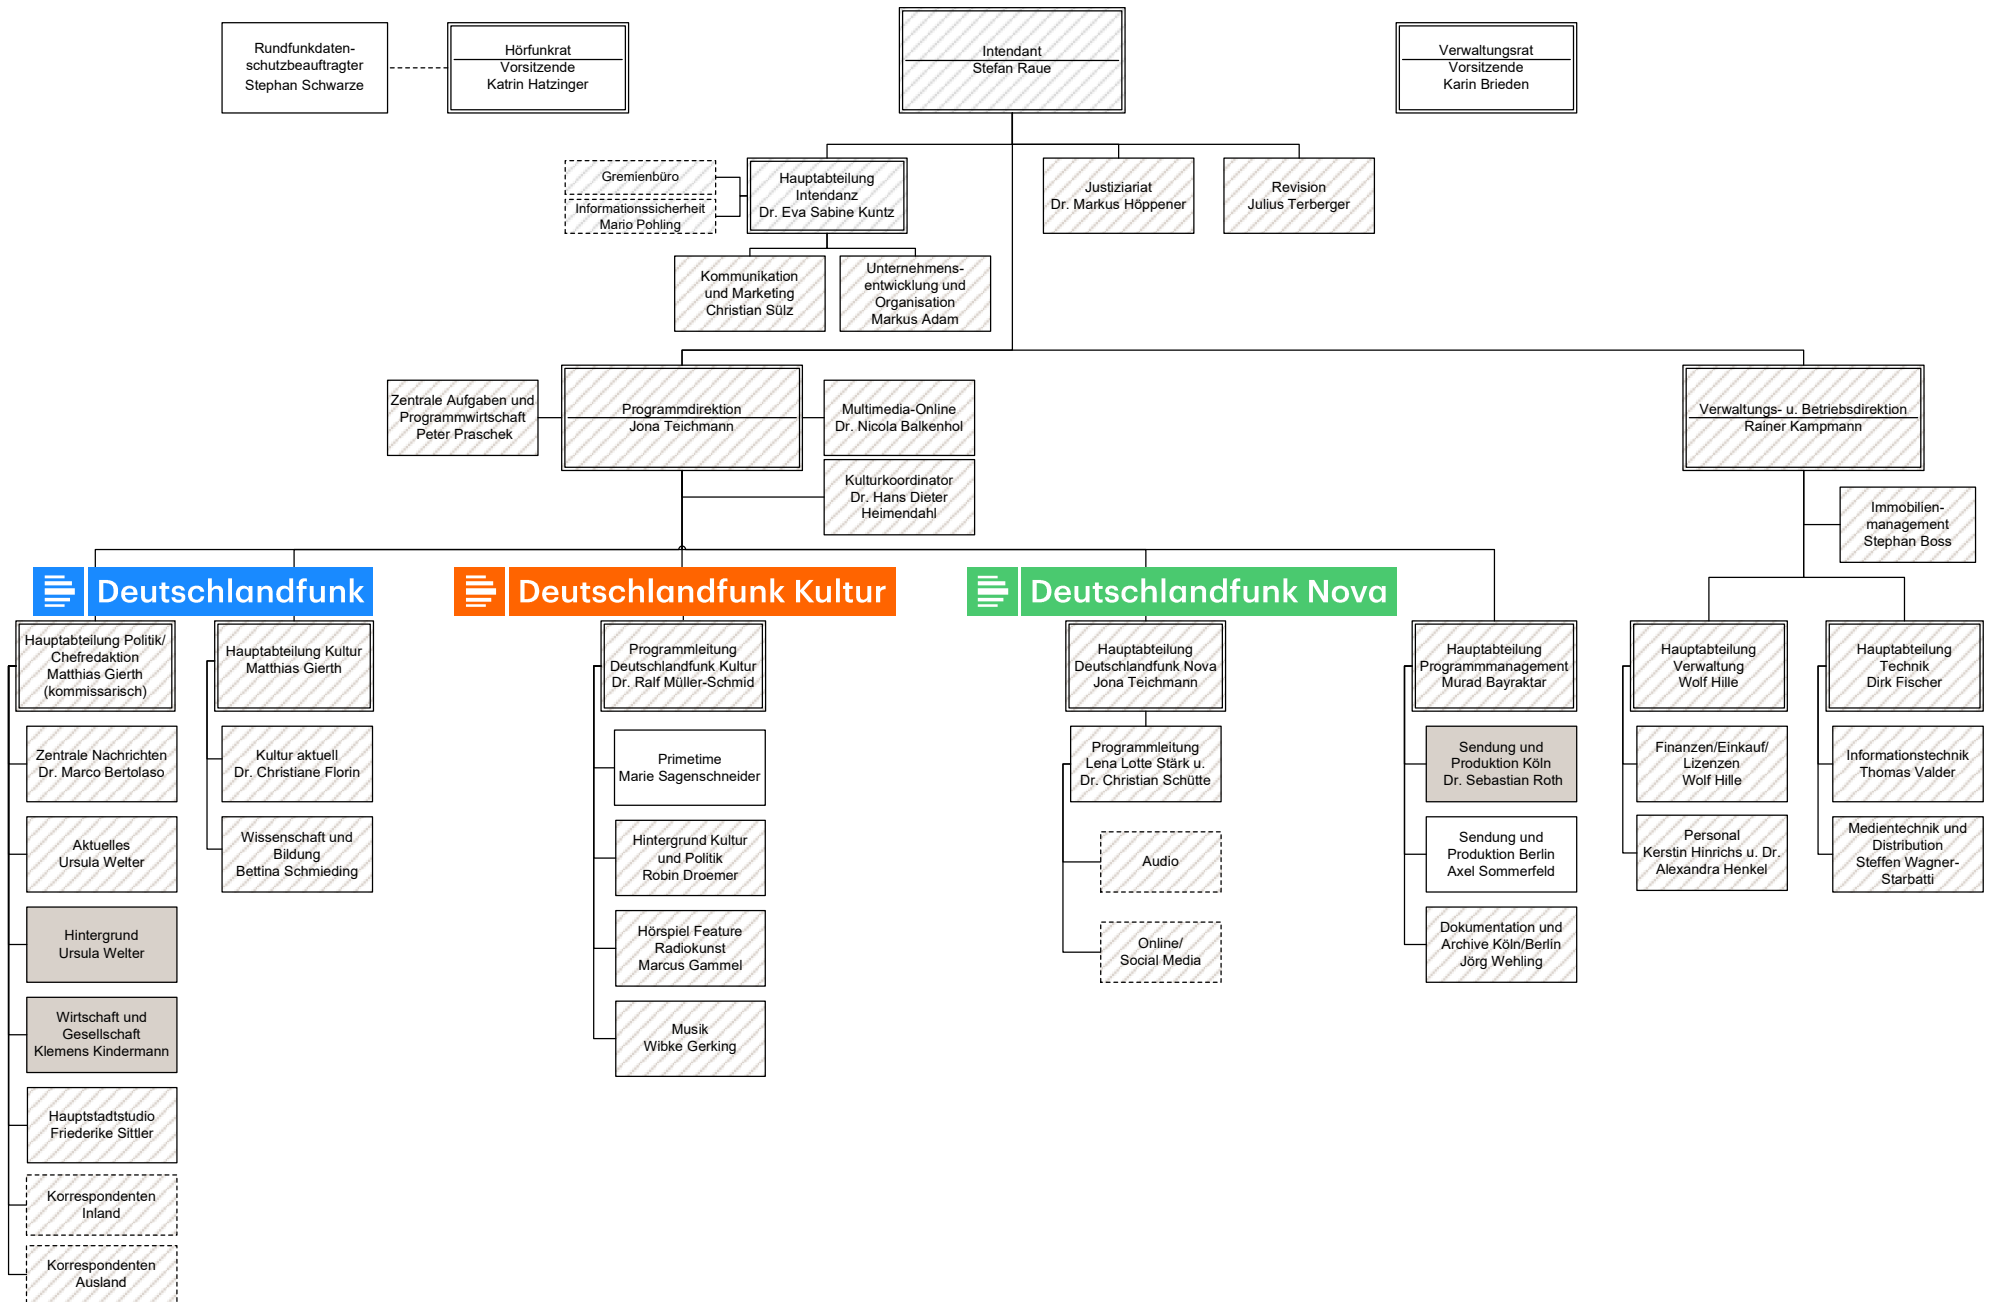 Rundfunkdaten-
schutzbeauftragter
Stephan Schwarze
Hörfunkrat
Vorsitzende
Katrin Hatzinger
Intendant
Stefan Raue
Verwaltungsrat
Vorsitzende
Karin Brieden
Gremienbüro
Informationssicherheit
Mario Pohling
Hauptabteilung
Intendanz
Dr. Eva Sabine Kuntz
Justiziariat
Dr. Markus Höppener
Revision
Julius Terberger
Kommunikation
und Marketing
Christian Sülz
Unternehmens-
entwicklung und
Organisation
Markus Adam
Zentrale Aufgaben und
Programmwirtschaft
Peter Praschek
Programmdirektion
Jona Teichmann
Multimedia-Online
Dr. Nicola Balkenhol
Kulturkoordinator
Dr. Hans Dieter
Heimendahl
Verwaltungs- u. Betriebsdirektion
Rainer Kampmann
Immobilien-
management
Stephan Boss
Deutschlandfunk
Deutschlandfunk Kultur
Deutschlandfunk Nova
Hauptabteilung Politik/
Chefredaktion
Matthias Gierth
(kommissarisch)
Hauptabteilung Kultur
Matthias Gierth
Programmleitung
Deutschlandfunk Kultur
Dr. Ralf Müller-Schmid
Hauptabteilung
Deutschlandfunk Nova
Jona Teichmann
Hauptabteilung
Programmmanagement
Murad Bayraktar
Hauptabteilung
Verwaltung
Wolf Hille
Hauptabteilung
Technik
Dirk Fischer
Zentrale Nachrichten
Dr. Marco Bertolaso
Kultur aktuell
Dr. Christiane Florin
Primetime
Marie Sagenschneider
Programmleitung
Lena Lotte Stärk u.
Dr. Christian Schütte
Sendung und
Produktion Köln
Dr. Sebastian Roth
Finanzen/Einkauf/
Lizenzen
Wolf Hille
Informationstechnik
Thomas Valder
Aktuelles
Ursula Welter
Wissenschaft und
Bildung
Bettina Schmieding
Hintergrund Kultur
und Politik
Robin Droemer
Audio
Sendung und
Produktion Berlin
Axel Sommerfeld
Personal
Kerstin Hinrichs u. Dr.
Alexandra Henkel
Medientechnik und
Distribution
Steffen Wagner-
Starbatti
Hintergrund
Ursula Welter
Hörspiel Feature
Radiokunst
Marcus Gammel
Online/
Social Media
Dokumentation und
Archive Köln/Berlin
Jörg Wehling
Wirtschaft und
Gesellschaft
Klemens Kindermann
Musik
Wibke Gerking
Hauptstadtstudio
Friederike Sittler
Korrespondenten
Inland
Korrespondenten
Ausland